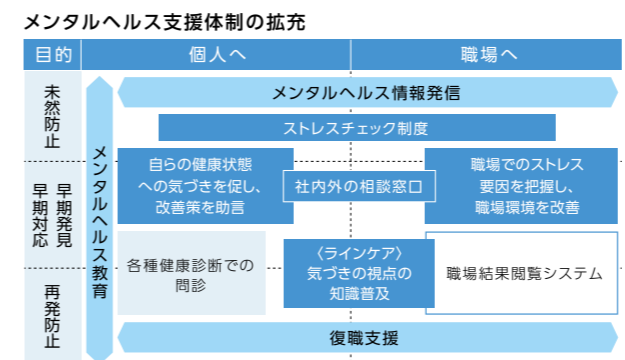 メンタルヘルス支援体制の拡充
目的
個人へ
職場へ
未然防止
メンタルヘルス教育
メンタルヘルス情報発信
ストレスチェック制度
早期発見
早期対応
自らの健康状態
への気づきを促し、
改善策を助言
社内外の相談窓口
職場でのストレス
要因を把握し、
職場環境を改善
各種健康診断での
問診
〈ラインケア〉
気づきの視点の
知識普及
職場結果閲覧システム
再発防止
復職支援